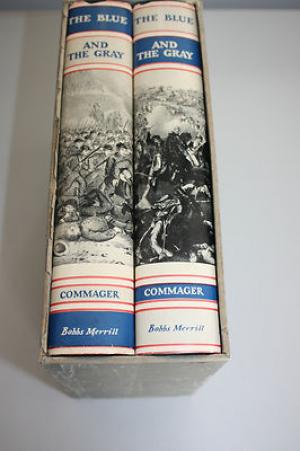 THE BLUE
AND
THE GRAY
COMMAGER
Bobbs Merrill
THE BLUE
AND
THE GRAY
COMMAGER
Bobbs Merrill